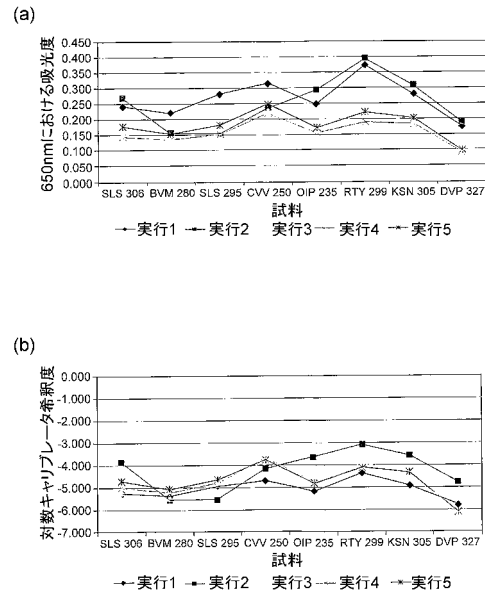 (a)
650nmにおける吸光度
0.450
0.400
0.350
0.300
0.250
0.200
0.150
0.100
0.050
0.000
SLS 306 BVM 280 SLS 295 CVV 250 OIP 235 RTY 299 KSN 305 DVP 327
試料
実行1 実行2 実行3 実行4 実行5
(b)
対数キャリブレータ希釈度
0.000
-1.000
-2.000
-3.000
-4.000
-5.000
-6.000
-7.000
SLS 306 BVM 280 SLS 295 CVV 250 OIP 235 RTY 299 KSN 305 DVP 327
試料
実行1 実行2 実行3 実行4 実行5